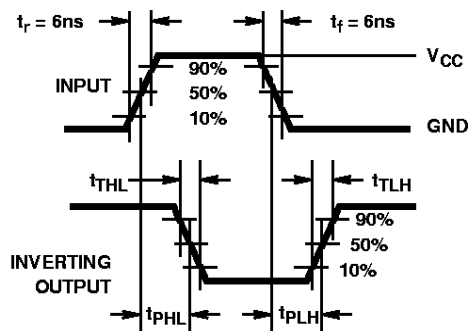 tr = 6ns
tf = 6ns
VCC
90%
INPUT
50%
10%
GND
tTHL
tTLH
90%
50%
10%
INVERTING
OUTPUT
tPHL
tPLH